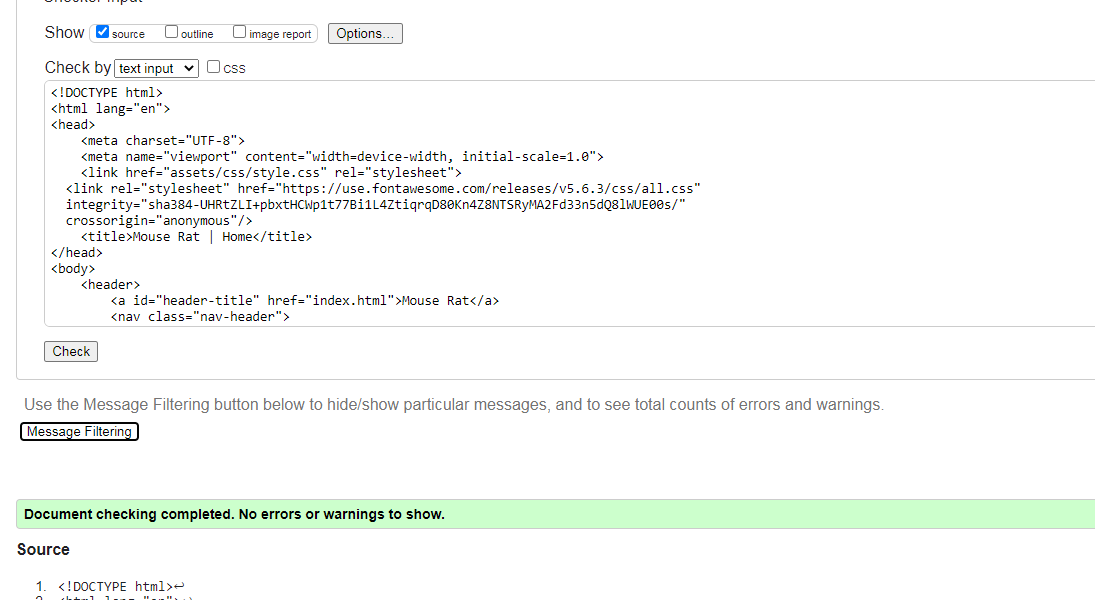 Show source outline image report Options...
Check by text input css
<!DOCTYPE html>
<html lang="en">
<head>
    <meta charset="UTF-8">
    <meta name="viewport" content="width=device-width, initial-scale=1.0">
    <link href="assets/css/style.css" rel="stylesheet">
  <link rel="stylesheet" href="https://use.fontawesome.com/releases/v5.6.3/css/all.css"
  integrity="sha384-UHRtZLI+pbxtHCWp1t77Bi1L4ZtiqrqD80Kn4Z8NTSRyMA2Fd33n5dQ8lWUE00s/"
  crossorigin="anonymous"/>
    <title>Mouse Rat | Home</title>
</head>
<body>
    <header>
        <a id="header-title" href="index.html">Mouse Rat</a>
        <nav class="nav-header">
Check
Use the Message Filtering button below to hide/show particular messages, and to see total counts of errors and warnings.
Message Filtering
Document checking completed. No errors or warnings to show.
Source
1. <!DOCTYPE html>↩